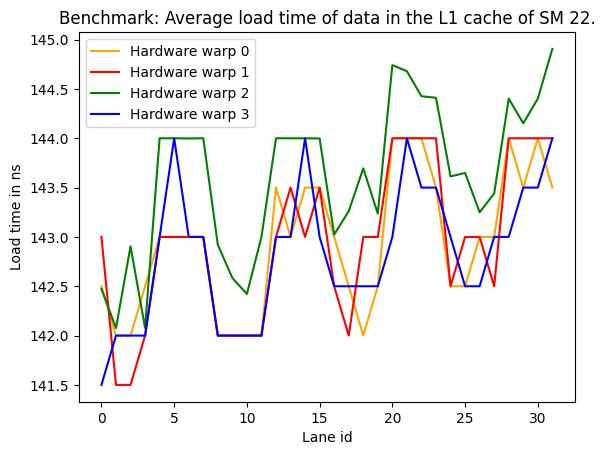 Benchmark: Average load time of data in the L1 cache of SM 22.
145.0
144.5
144.0
143.5
143.0
142.5
142.0
141.5
Load time in ns
Hardware warp 0
Hardware warp 1
Hardware warp 2
Hardware warp 3
0 5 10 15 20 25 30
Lane id